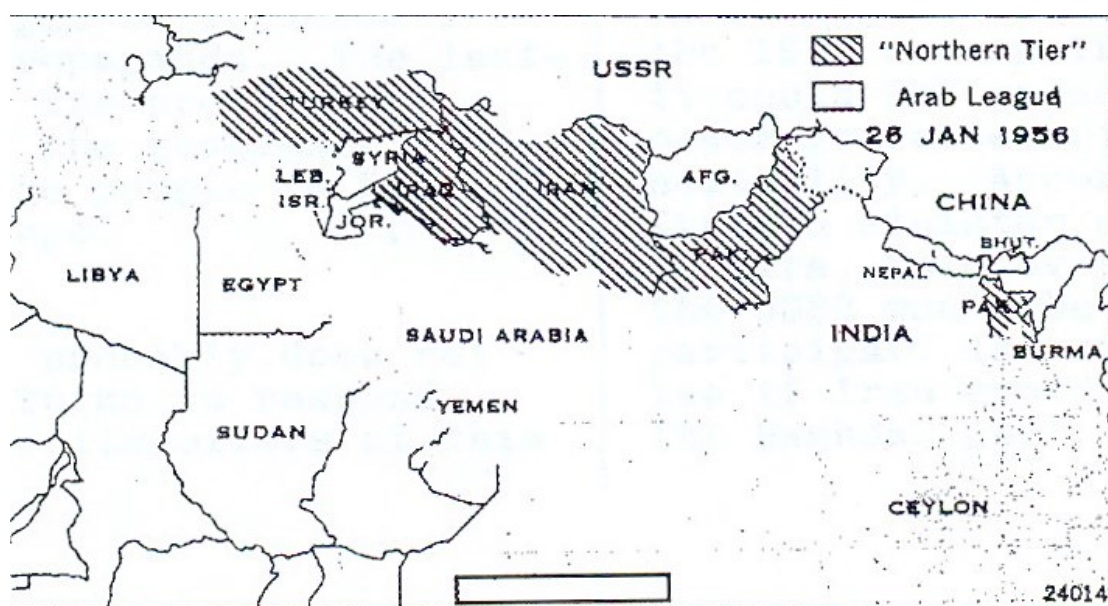 "Northern Tier"
Arab League
26 JAN 1956
USSR
TURKEY
SYRIA
LEB.
ISR.
JOR.
IRAQ
IRAN
AFG.
PAK.
CHINA
BHUT.
NEPAL
PAK.
LIBYA
EGYPT
SAUDI ARABIA
INDIA
BURMA
YEMEN
SUDAN
CEYLON
24014